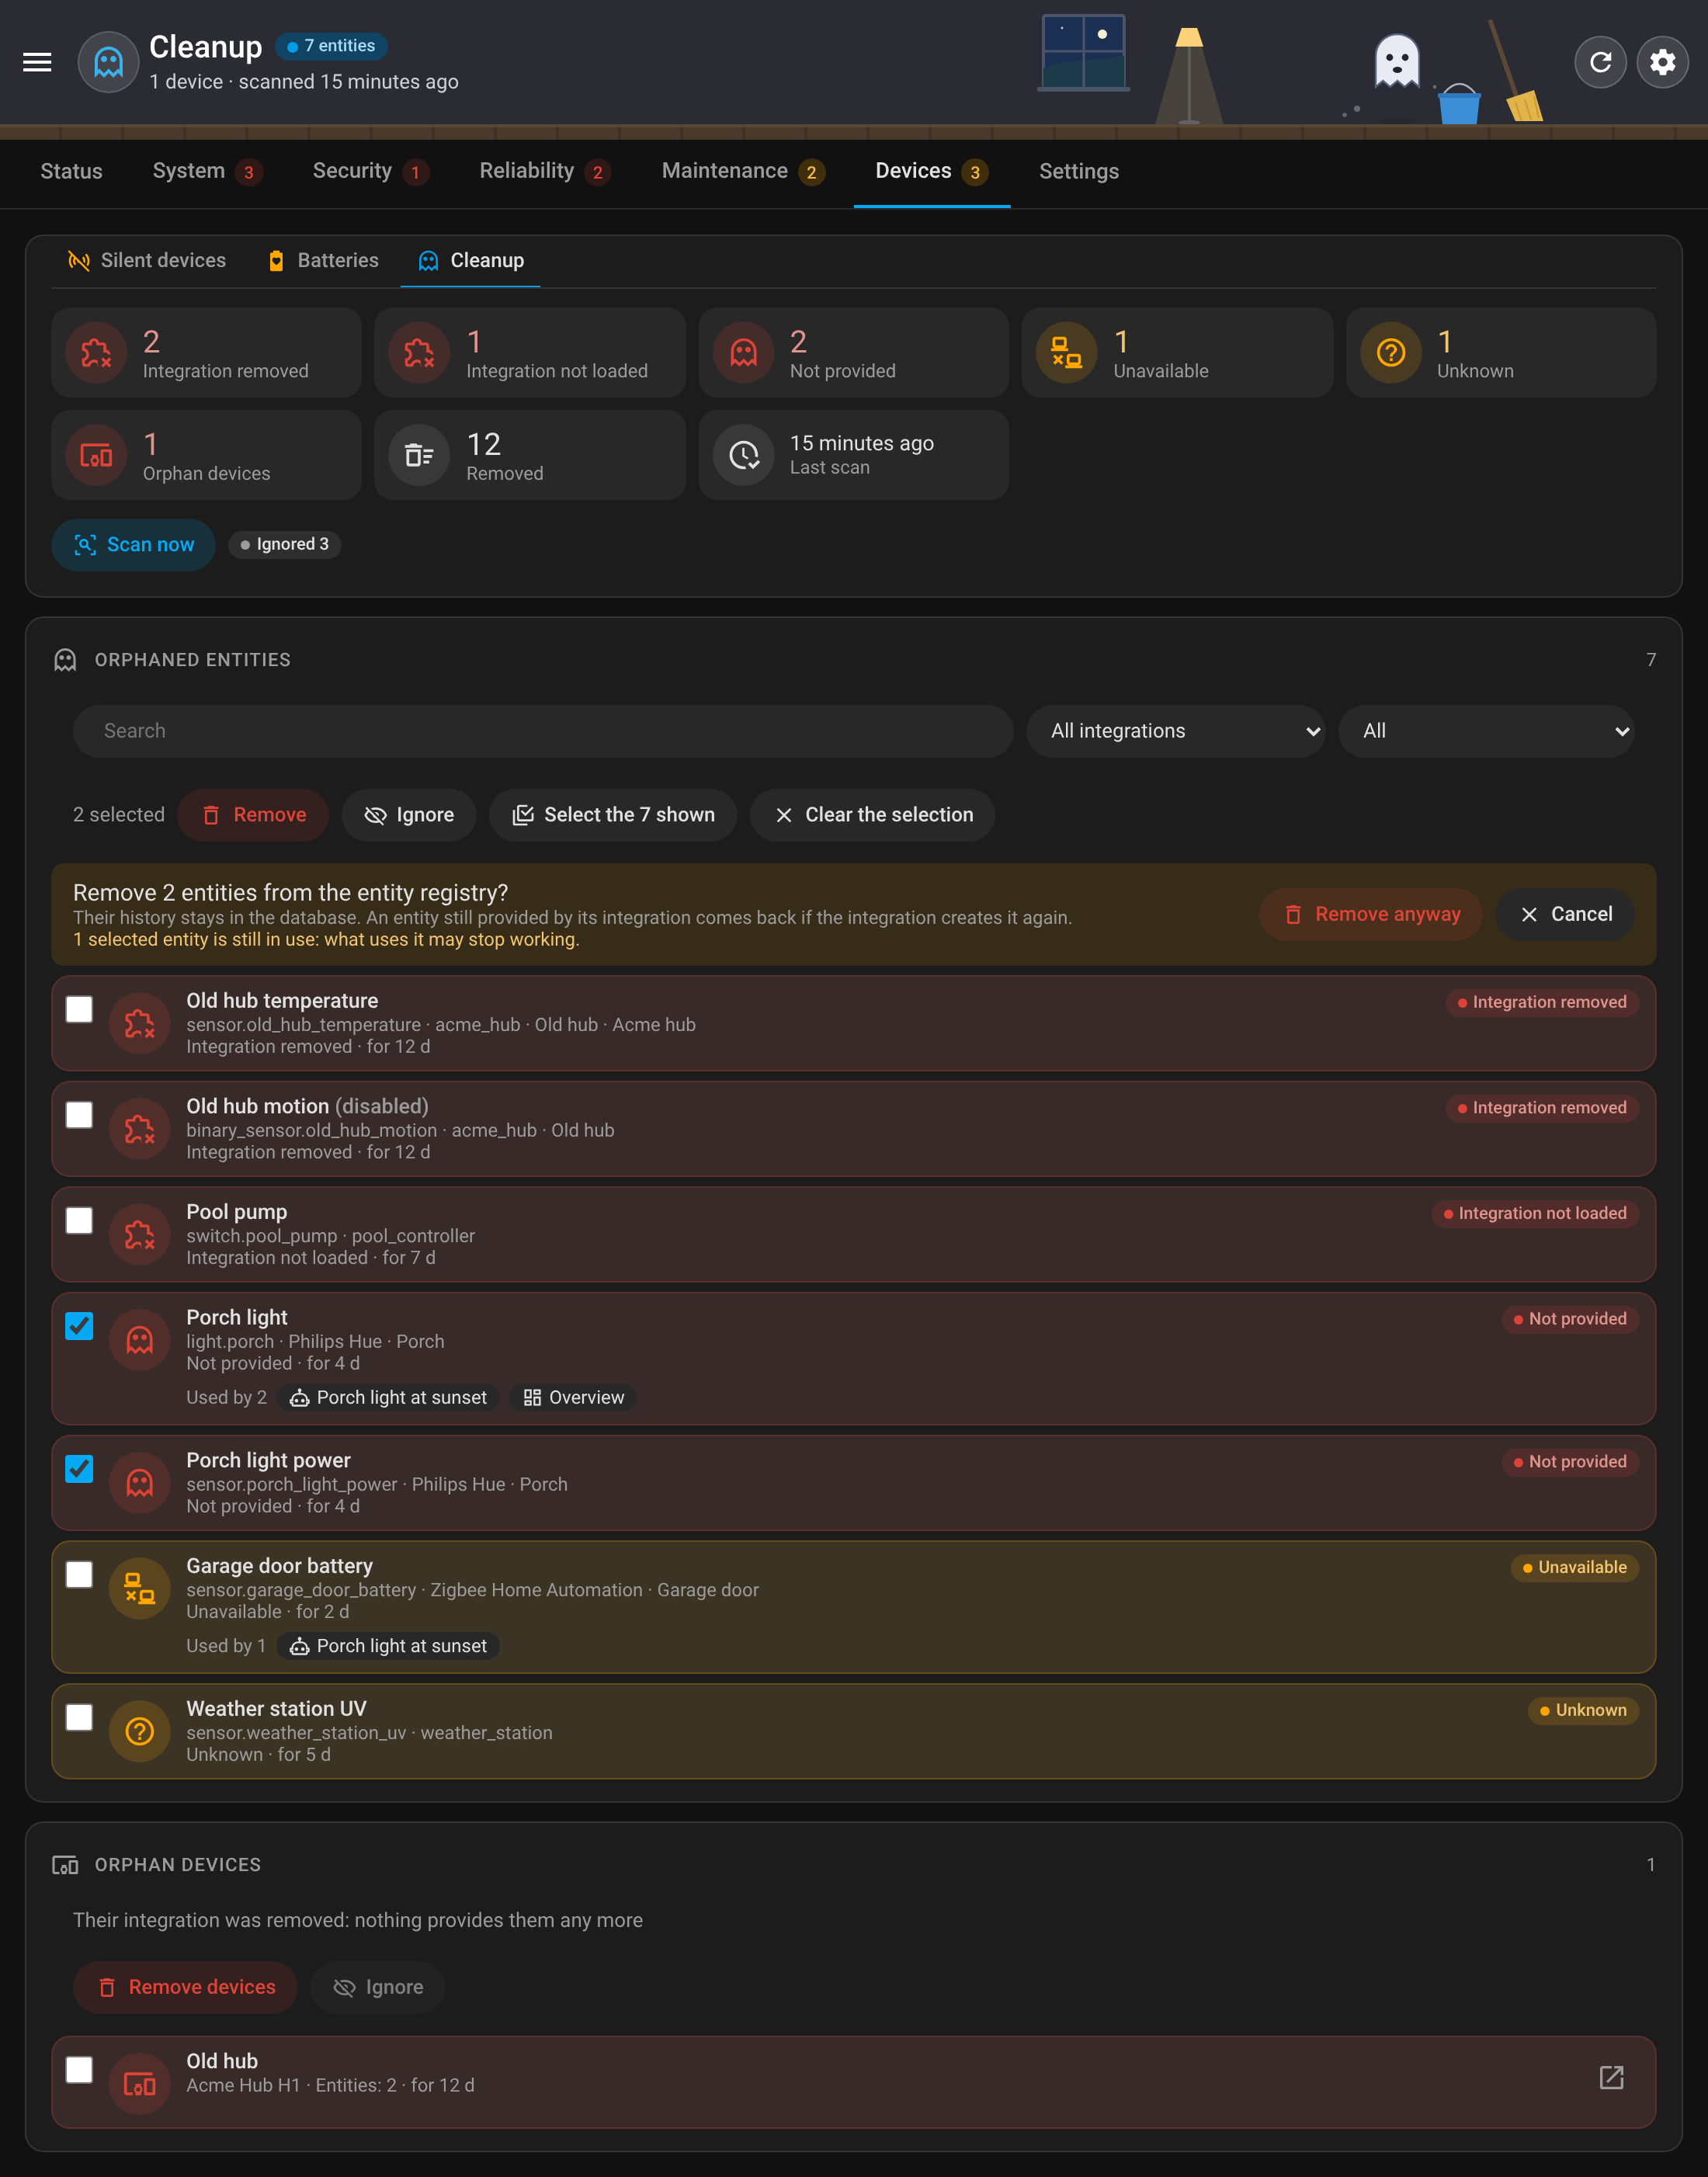 Cleanup
7 entities
1 device · scanned 15 minutes ago
Status
System 3
Security 1
Reliability 2
Maintenance 2
Devices 3
Settings
Silent devices
Batteries
Cleanup
2
Integration removed
1
Integration not loaded
2
Not provided
1
Unavailable
1
Unknown
1
Orphan devices
12
Removed
15 minutes ago
Last scan
Scan now
Ignored 3
ORPHANED ENTITIES
7
Search
All integrations
All
2 selected
Remove
Ignore
Select the 7 shown
Clear the selection
Remove 2 entities from the entity registry?
Their history stays in the database. An entity still provided by its integration comes back if the integration creates it again.
1 selected entity is still in use: what uses it may stop working.
Remove anyway
Cancel
Old hub temperature
sensor.old_hub_temperature · acme_hub · Old hub · Acme hub
Integration removed · for 12 d
Integration removed
Old hub motion (disabled)
binary_sensor.old_hub_motion · acme_hub · Old hub
Integration removed · for 12 d
Integration removed
Pool pump
switch.pool_pump · pool_controller
Integration not loaded · for 7 d
Integration not loaded
Porch light
light.porch · Philips Hue · Porch
Not provided · for 4 d
Used by 2 Porch light at sunset Overview
Not provided
Porch light power
sensor.porch_light_power · Philips Hue · Porch
Not provided · for 4 d
Not provided
Garage door battery
sensor.garage_door_battery · Zigbee Home Automation · Garage door
Unavailable · for 2 d
Used by 1 Porch light at sunset
Unavailable
Weather station UV
sensor.weather_station_uv · weather_station
Unknown · for 5 d
Unknown
ORPHAN DEVICES
1
Their integration was removed: nothing provides them any more
Remove devices
Ignore
Old hub
Acme Hub H1 · Entities: 2 · for 12 d